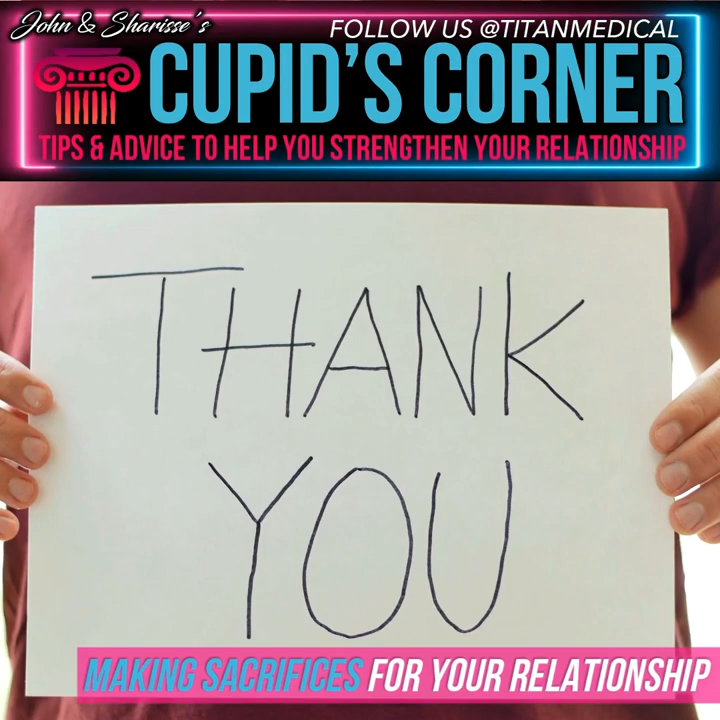 John & Sharisse's
FOLLOW US @TITANMEDICAL
CUPID'S CORNER
TIPS & ADVICE TO HELP YOU STRENGTHEN YOUR RELATIONSHIP
THANK
YOU
MAKING SACRIFICES FOR YOUR RELATIONSHIP